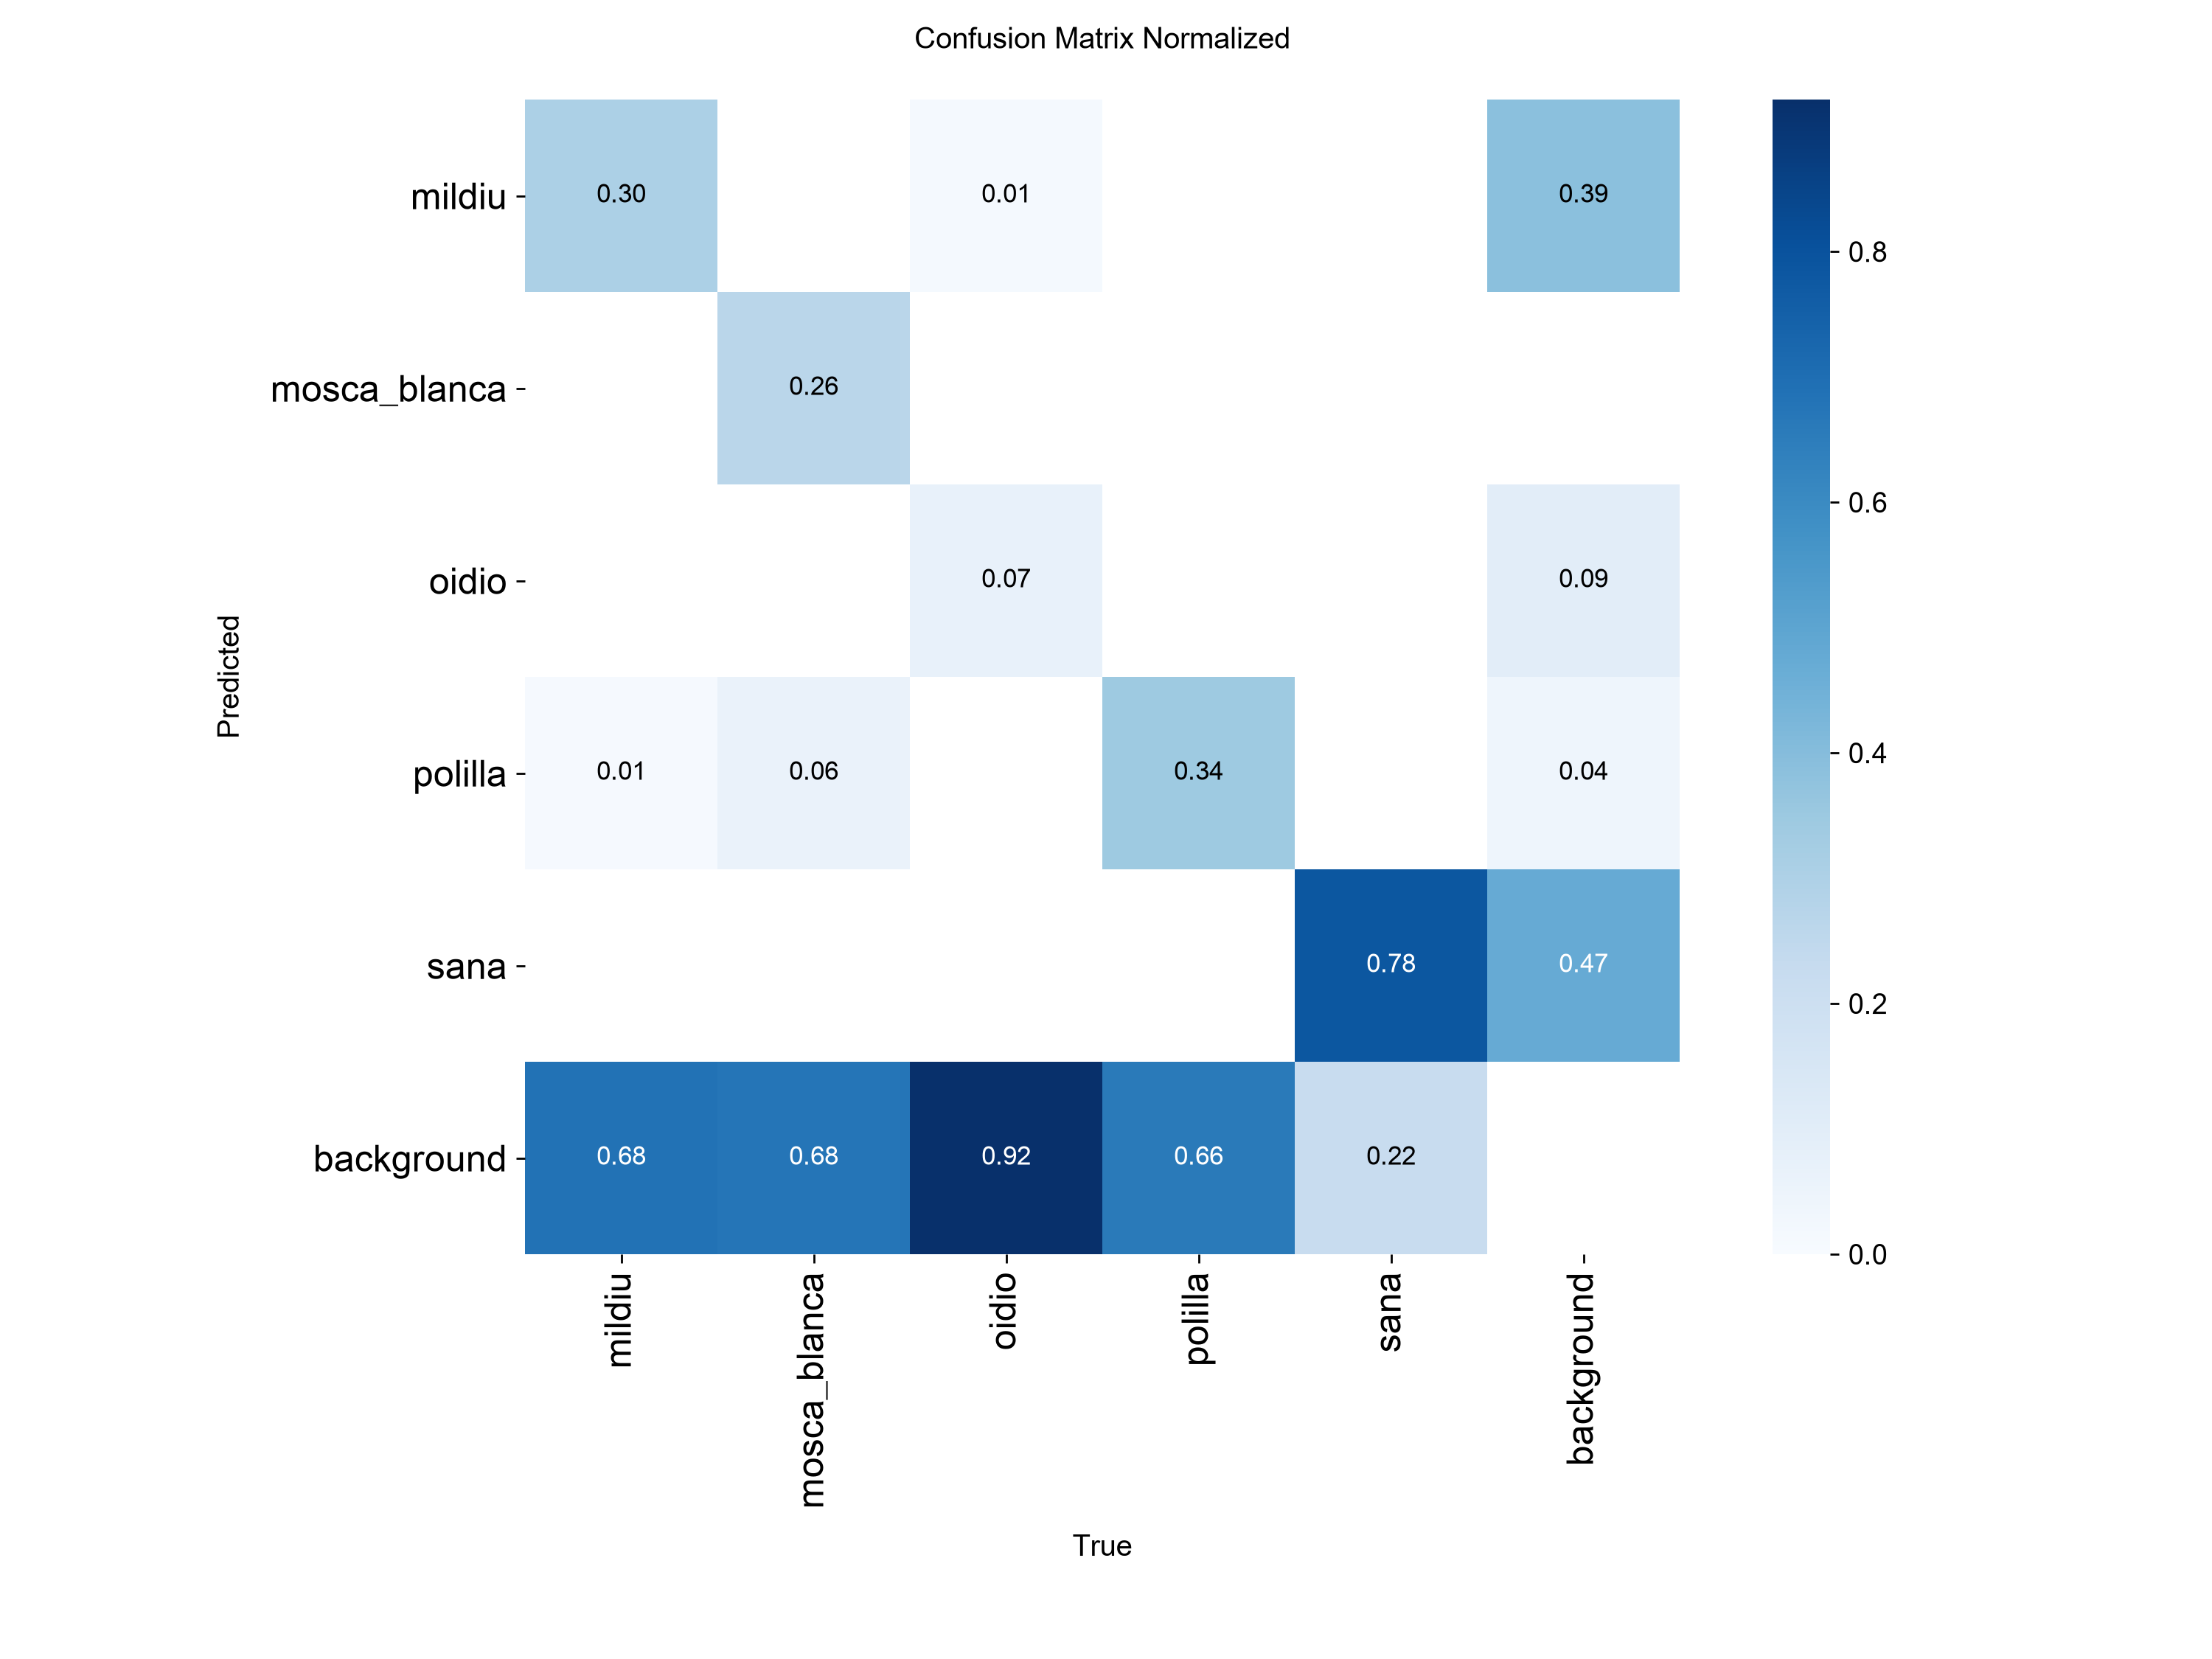 Confusion Matrix Normalized
mildiu
0.30
0.01
0.39
mosca_blanca
0.26
oidio
0.07
0.09
polilla
0.01
0.06
0.34
0.04
sana
0.78
0.47
background
0.68
0.68
0.92
0.66
0.22
Predicted
mildiu
mosca_blanca
oidio
polilla
sana
background
True
0.8
0.6
0.4
0.2
0.0